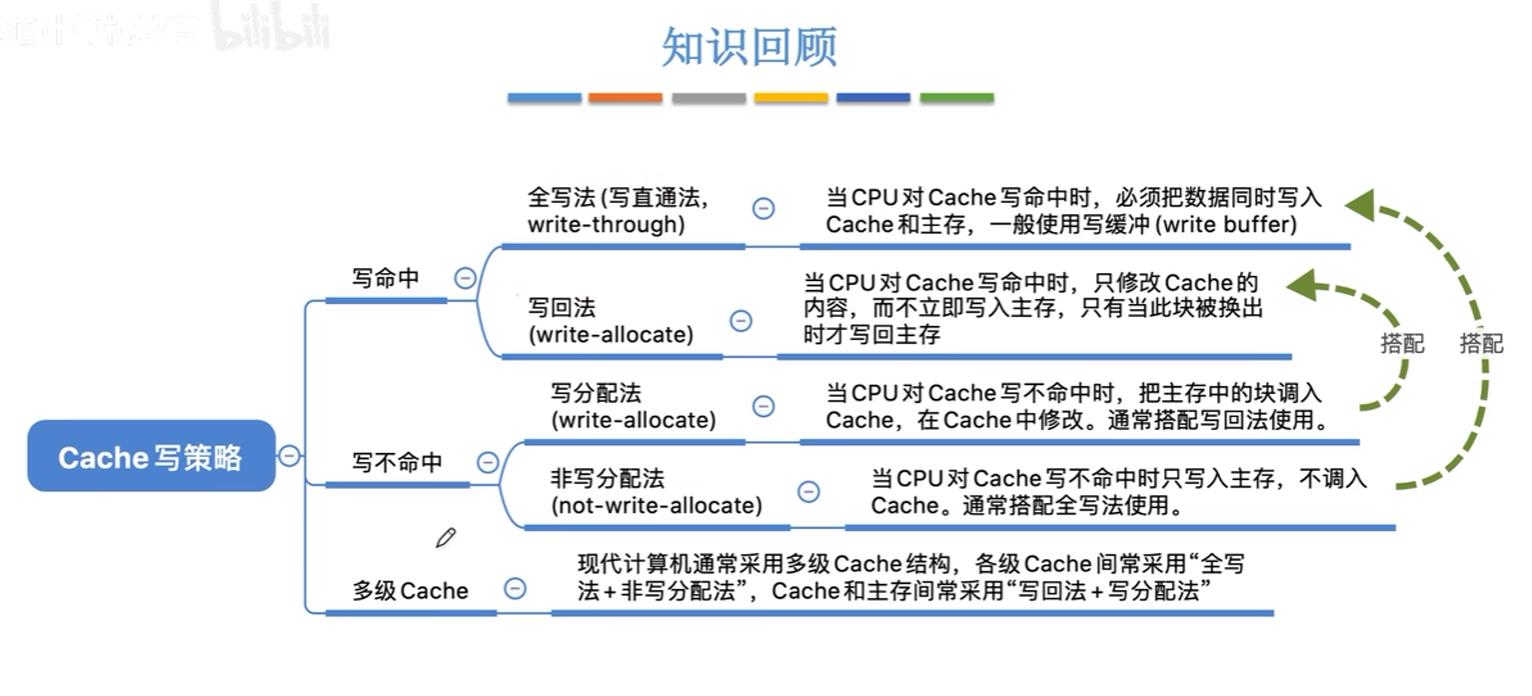 bilibili
知识回顾
全写法 (写直通法，
write-through)
当CPU对Cache写命中时，必须把数据同时写入
Cache和主存，一般使用写缓冲 (write buffer)
写命中
写回法
(write-allocate)
当CPU对Cache写命中时，只修改Cache的
内容，而不立即写入主存，只有当此块被换出
时才写回主存
搭配
搭配
Cache写策略
写不命中
写分配法
(write-allocate)
当CPU对Cache写不命中时，把主存中的块调入
Cache，在Cache中修改。通常搭配写回法使用。
非写分配法
(not-write-allocate)
当CPU对Cache写不命中时只写入主存，不调入
Cache。通常搭配全写法使用。
多级Cache
现代计算机通常采用多级Cache结构，各级Cache间常采用“全写
法+非写分配法”，Cache和主存间常采用“写回法+写分配法”